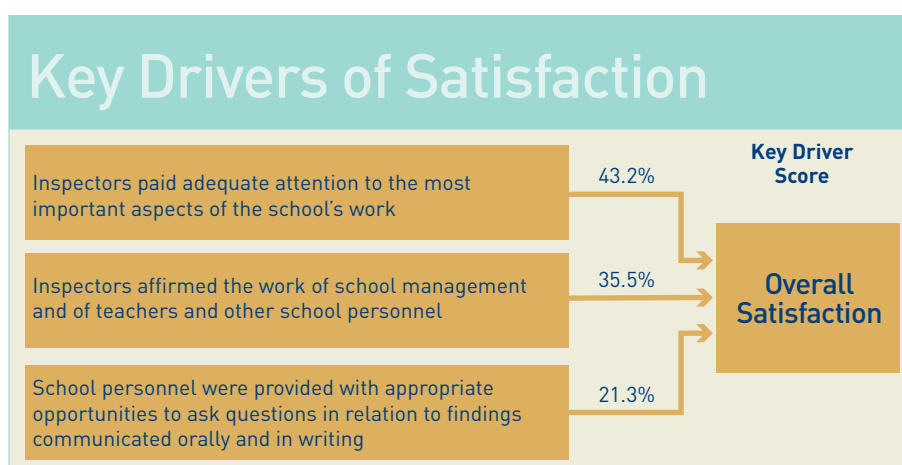 Key Drivers of Satisfaction
Key Driver
Score
Inspectors paid adequate attention to the most
important aspects of the school's work
43.2%
Inspectors affirmed the work of school management
and of teachers and other school personnel
35.5%
School personnel were provided with appropriate
opportunities to ask questions in relation to findings
communicated orally and in writing
21.3%
Overall
Satisfaction